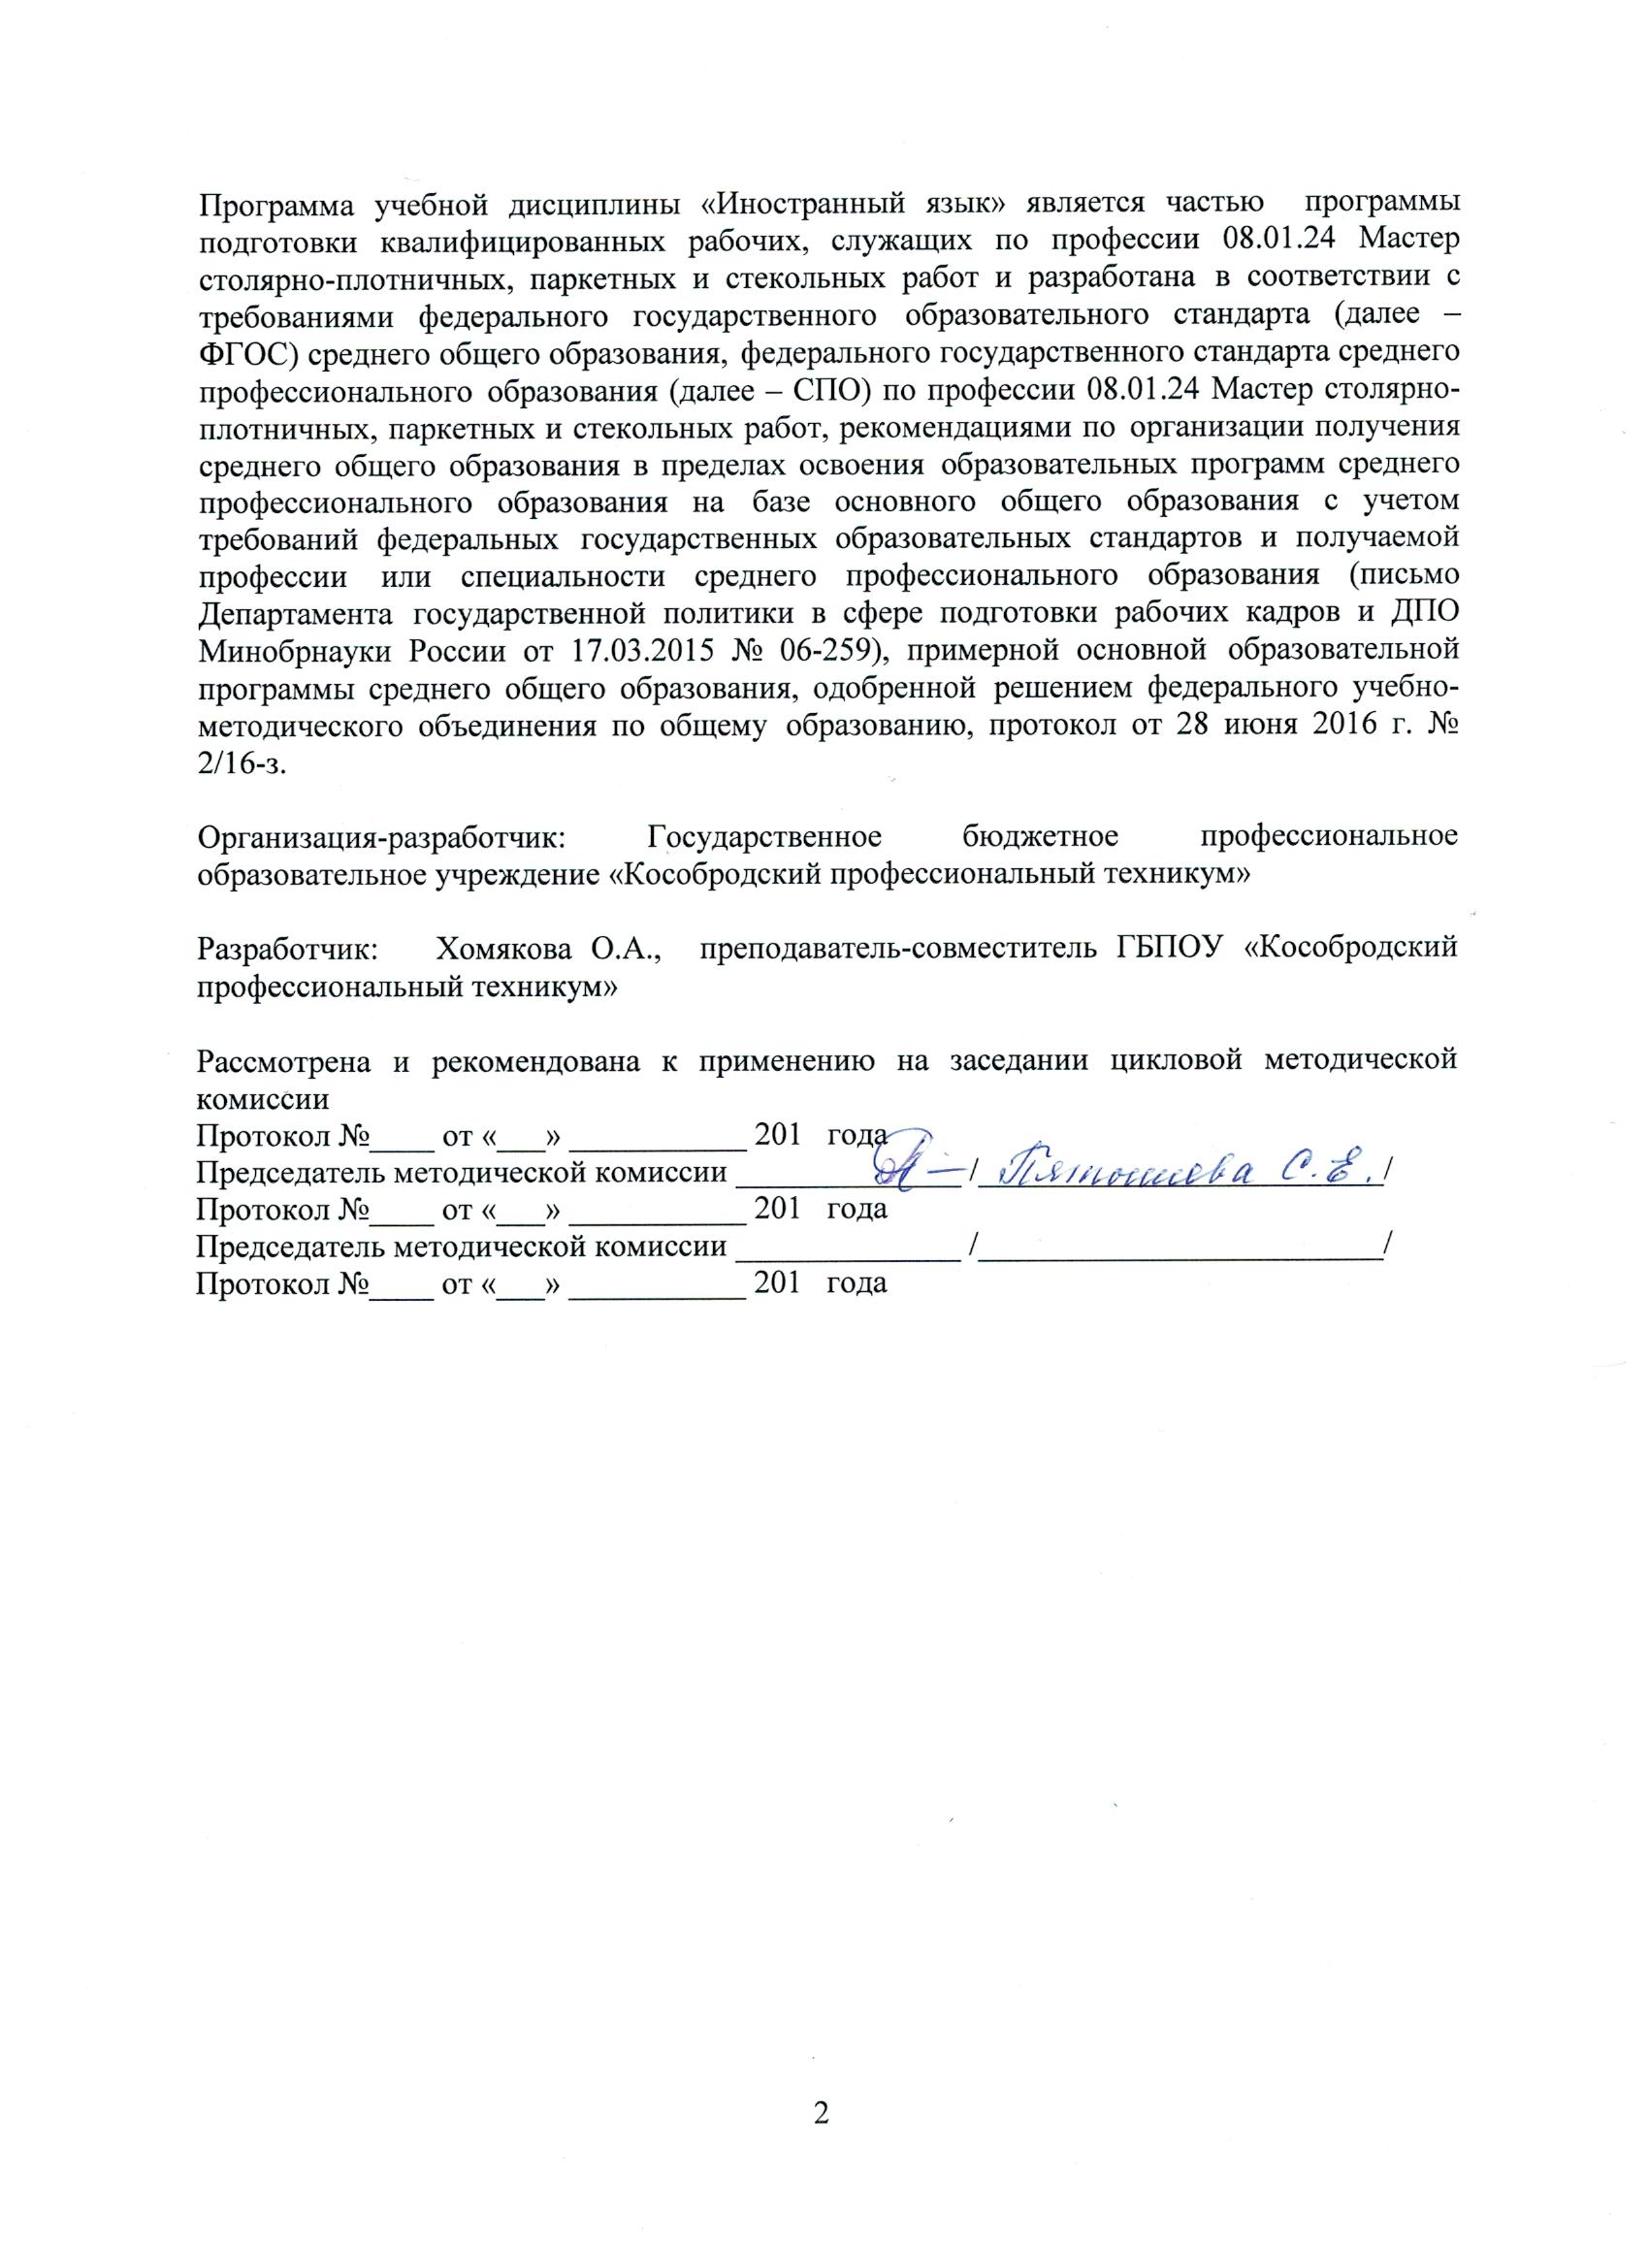 Программа учебной дисциплины «Иностранный язык» является частью программы
подготовки квалифицированных рабочих, служащих по профессии 08.01.24 Мастер
столярно-плотничных, паркетных и стекольных работ и разработана в соответствии с
требованиями федерального государственного образовательного стандарта (далее –
ФГОС) среднего общего образования, федерального государственного стандарта среднего
профессионального образования (далее – СПО) по профессии 08.01.24 Мастер столярно-
плотничных, паркетных и стекольных работ, рекомендациями по организации получения
среднего общего образования в пределах освоения образовательных программ среднего
профессионального образования на базе основного общего образования с учетом
требований федеральных государственных образовательных стандартов и получаемой
профессии или специальности среднего профессионального образования (письмо
Департамента государственной политики в сфере подготовки рабочих кадров и ДПО
Минобрнауки России от 17.03.2015 № 06-259), примерной основной образовательной
программы среднего общего образования, одобренной решением федерального учебно-
методического объединения по общему образованию, протокол от 28 июня 2016 г. №
2/16-з.
Организация-разработчик: Государственное бюджетное профессиональное
образовательное учреждение «Кособродский профессиональный техникум»
Разработчик: Хомякова О.А., преподаватель-совместитель ГБПОУ «Кособродский
профессиональный техникум»
Рассмотрена и рекомендована к применению на заседании цикловой методической
комиссии
Протокол №____ от «___» ___________ 201 года
Председатель методической комиссии ______________ / С.Е. /
Протокол №____ от «___» ___________ 201 года
Председатель методической комиссии ______________ /_________________________/
Протокол №____ от «___» ___________ 201 года
2